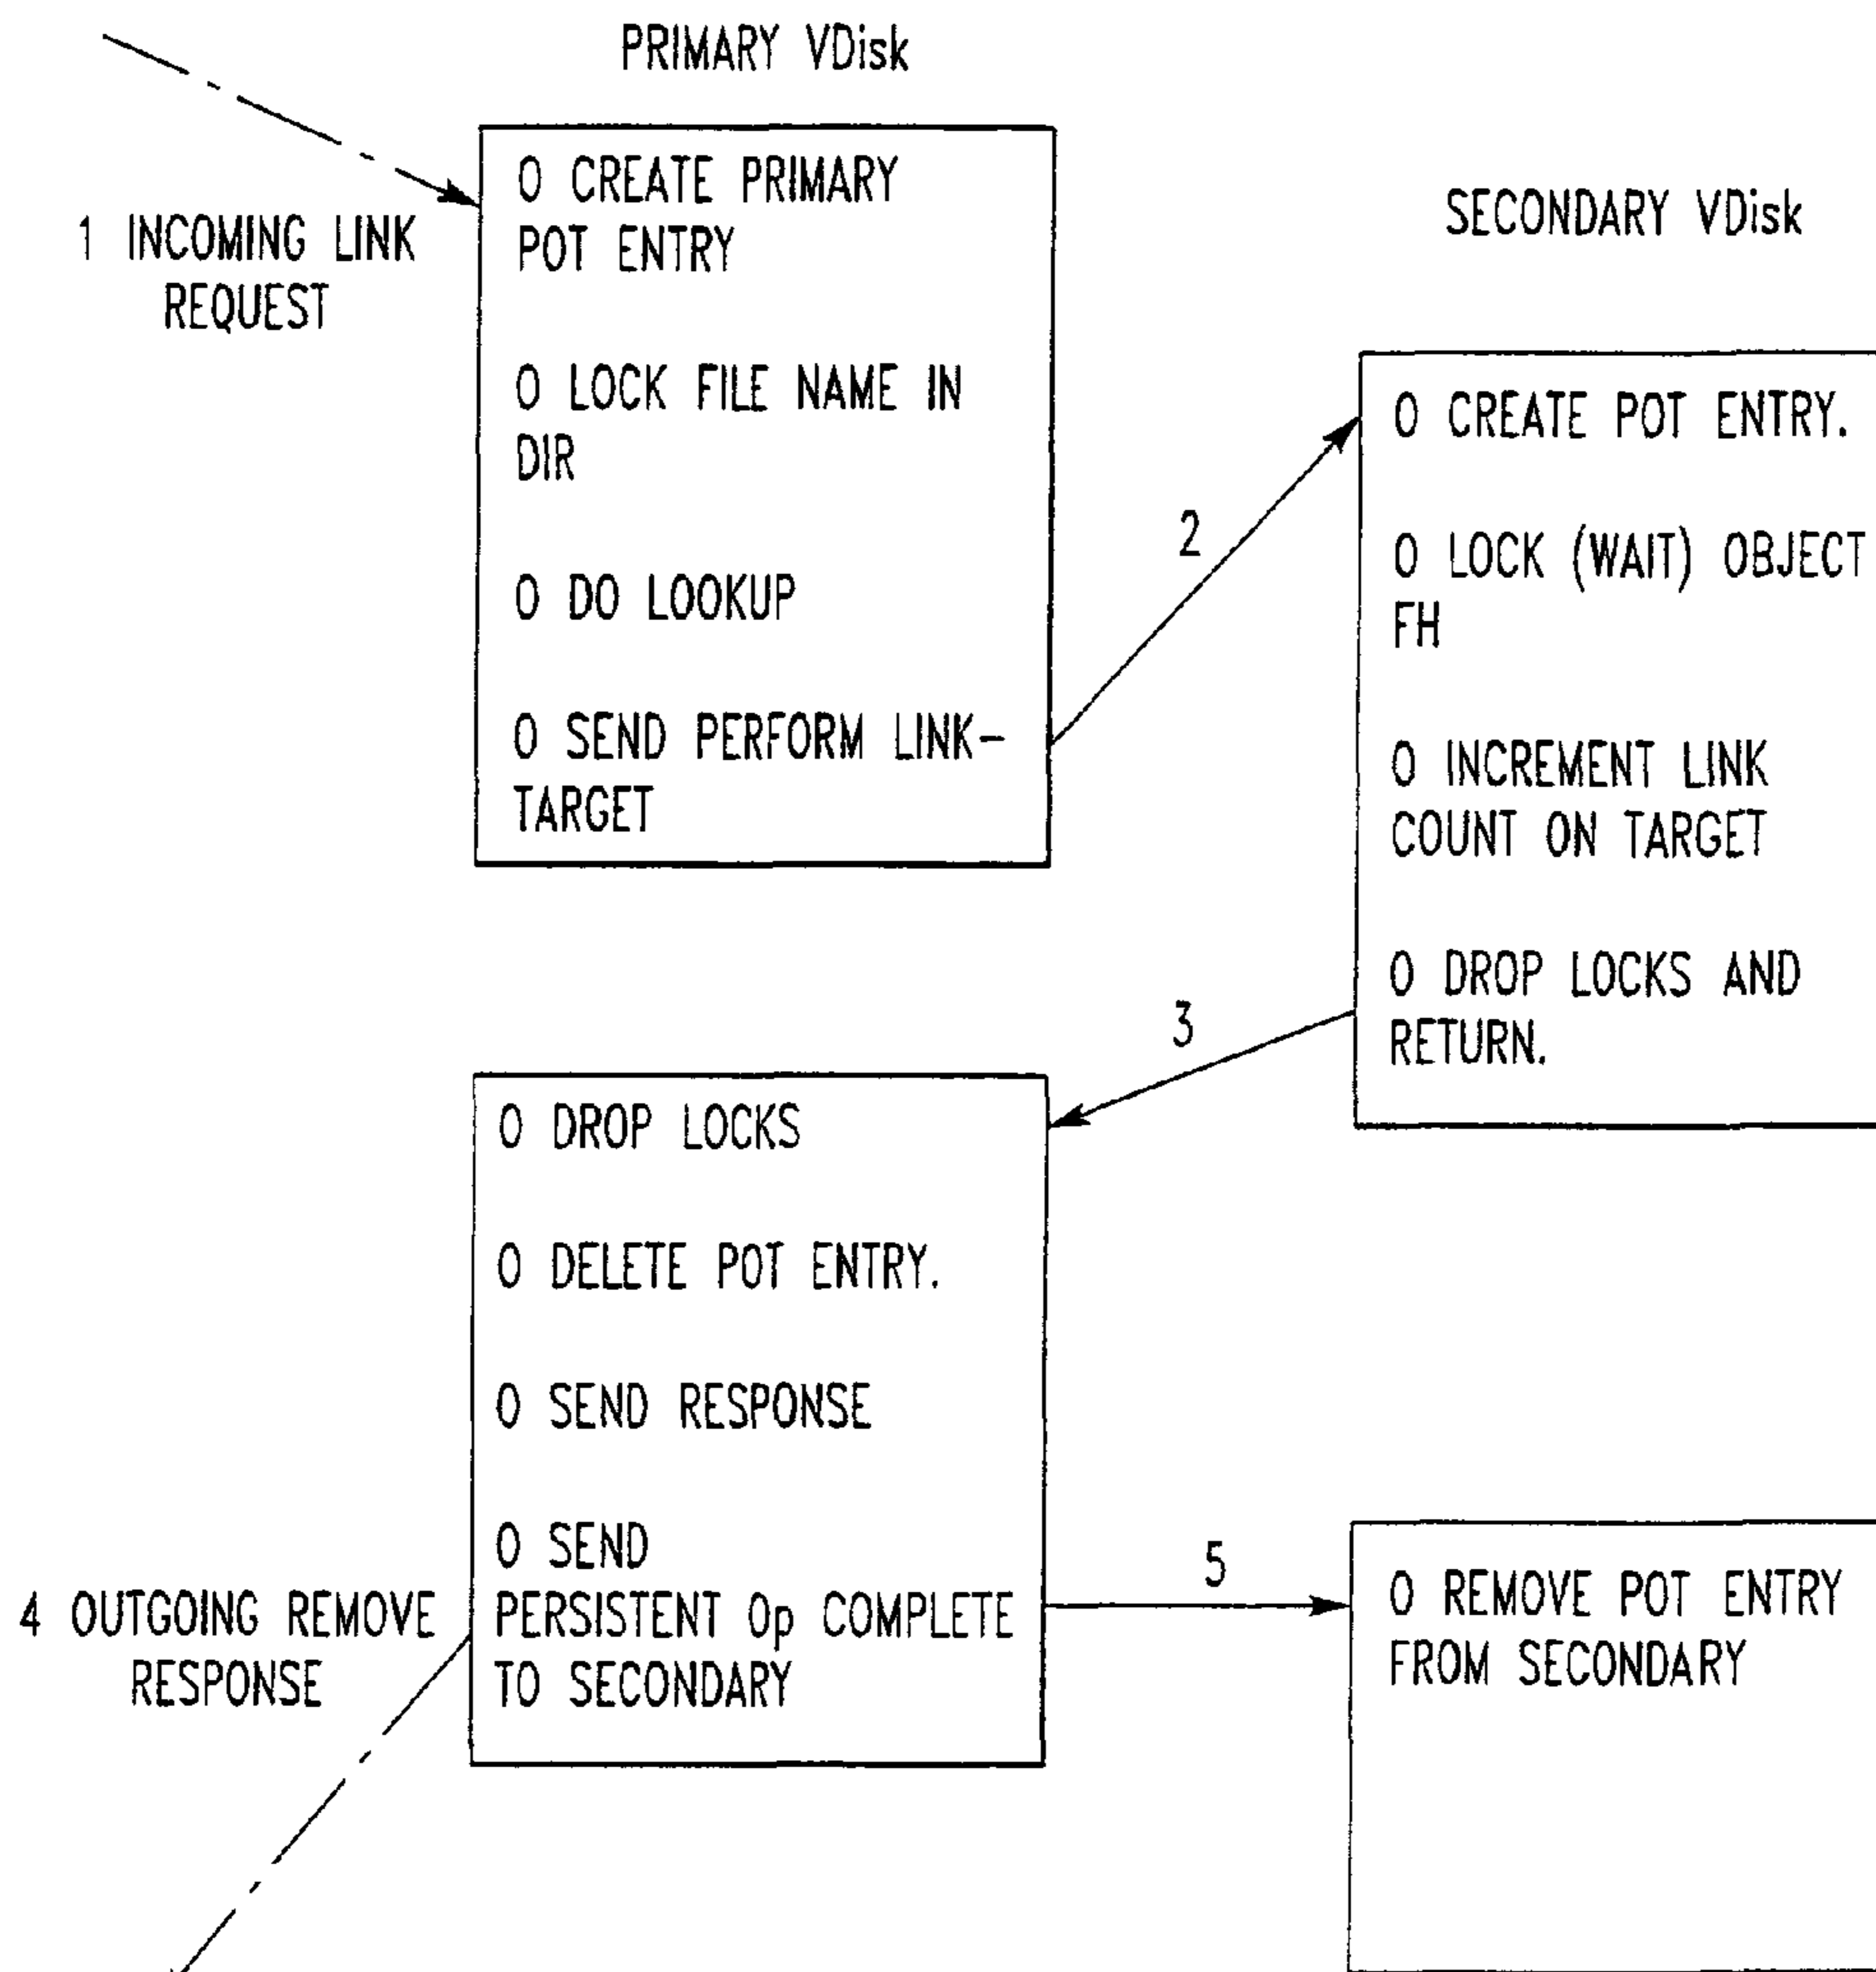 PRIMARY VDisk
1 INCOMING LINK
REQUEST
O CREATE PRIMARY
POT ENTRY
O LOCK FILE NAME IN
DIR
O DO LOOKUP
O SEND PERFORM LINK-
TARGET
2
SECONDARY VDisk
O CREATE POT ENTRY.
O LOCK (WAIT) OBJECT
FH
O INCREMENT LINK
COUNT ON TARGET
O DROP LOCKS AND
RETURN.
3
O DROP LOCKS
O DELETE POT ENTRY.
O SEND RESPONSE
O SEND
PERSISTENT Op COMPLETE
TO SECONDARY
4 OUTGOING REMOVE
RESPONSE
5
O REMOVE POT ENTRY
FROM SECONDARY